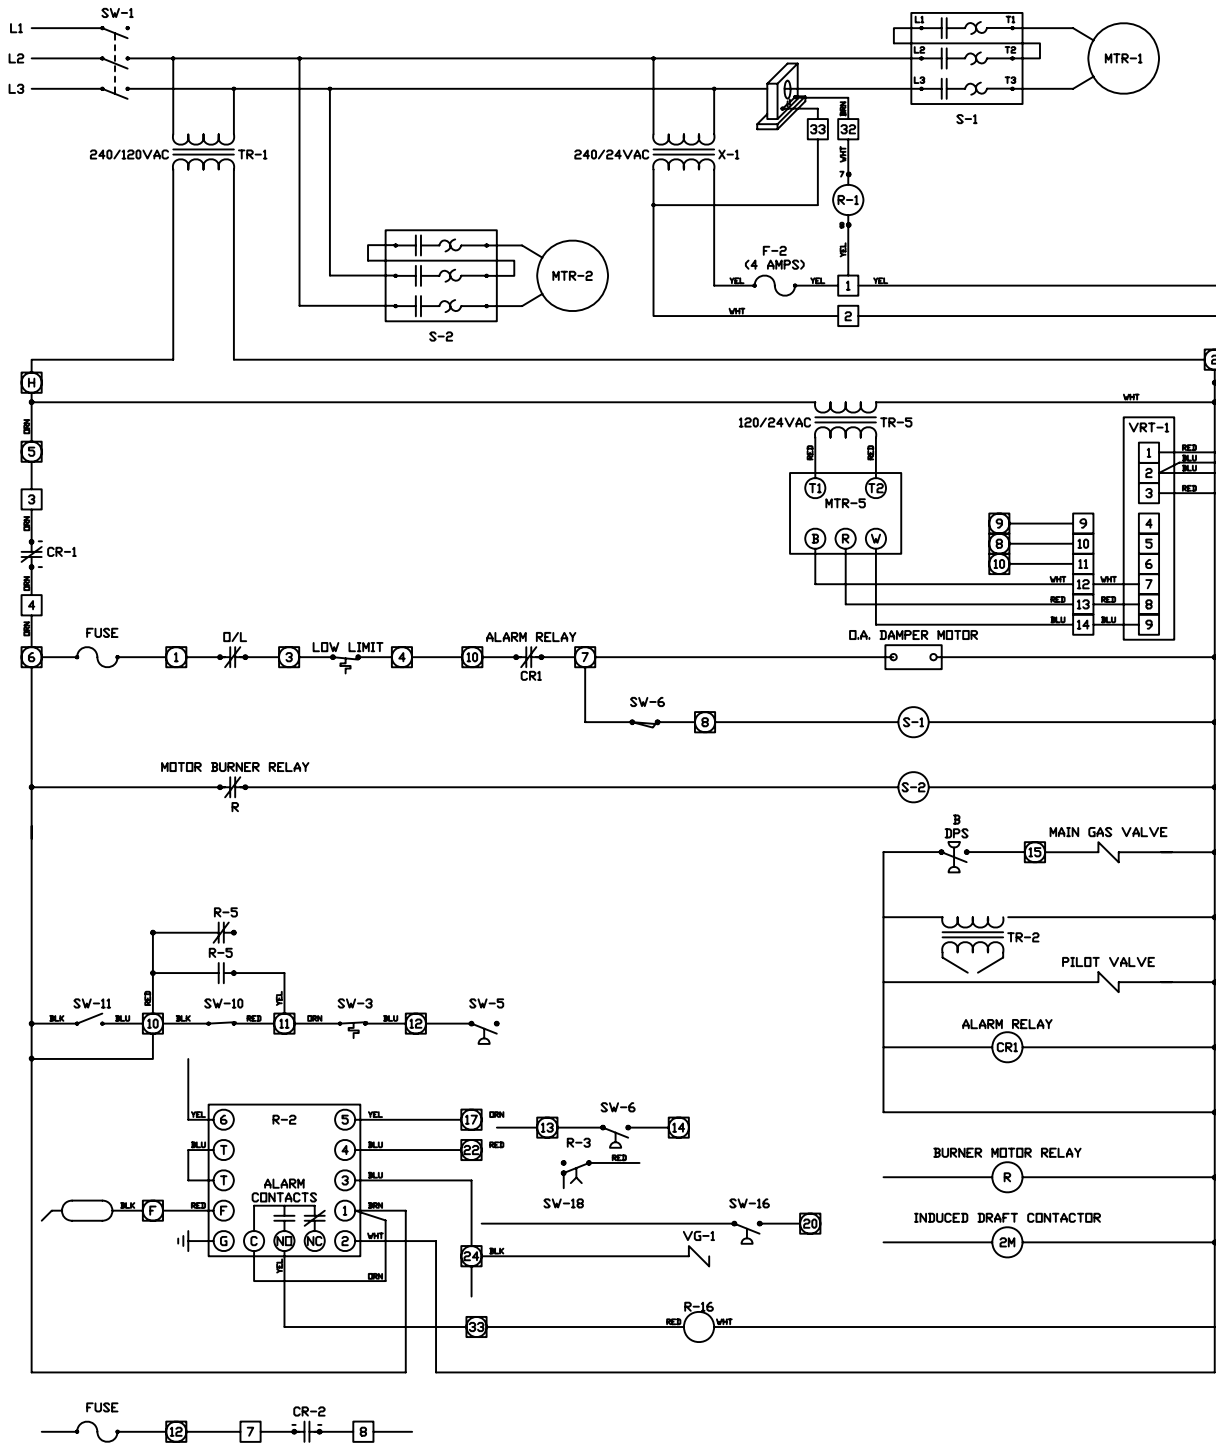 SW-1
L1
L2
L3
L1 T1
L2 T2
L3 T3
MTR-1
S-1
BRN
33 32
WHT
7
R-1
8
YEL
240/120VAC TR-1
240/24VAC X-1
F-2
(4 AMPS)
YEL YEL 1 YEL
WHT 2
MTR-2
S-2
H
2
WHT
ORN
5
3
ORN
CR-1
ORN
4
ORN
120/24VAC TR-5
RED RED
T1 T2
MTR-5
B R W
VRT-1
1 RED
BLU
2 BLU
3 RED
9 9 4
8 10 5
10 11 6
WHT 12 WHT 7
RED 13 RED 8
BLU 14 BLU 9
6 FUSE 1 O/L 3 LOW LIMIT 4 10 ALARM RELAY
CR1
7
O.A. DAMPER MOTOR
SW-6
8
S-1
MOTOR BURNER RELAY
R
S-2
B
DPS
15
MAIN GAS VALVE
TR-2
PILOT VALVE
ALARM RELAY
CR1
R-5
R-5
RED YEL
SW-11 SW-10 SW-3 SW-5
BLK BLU 10 BLK RED 11 ORN BLU 12
YEL 6 R-2 5 YEL 17 ORN
BLU T 4 BLU 22 RED
T 3 BLU
ALARM
CONTACTS
BLK F RED F 1 BRN
G C NO NC 2 WHT
YEL ORN
13 SW-6 14
R-3
RED
SW-18
SW-16
20
24 BLK VG-1
BURNER MOTOR RELAY
R
INDUCED DRAFT CONTACTOR
2M
33 RED R-16 WHT
FUSE
12 7 CR-2 8